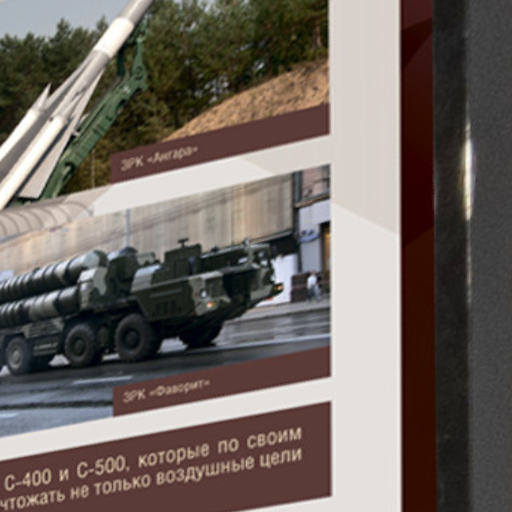 ЗРК «Ангара»
ЗРК «Фаворит»
С-400 и С-500, которые по своим
чтожать не только воздушные цели